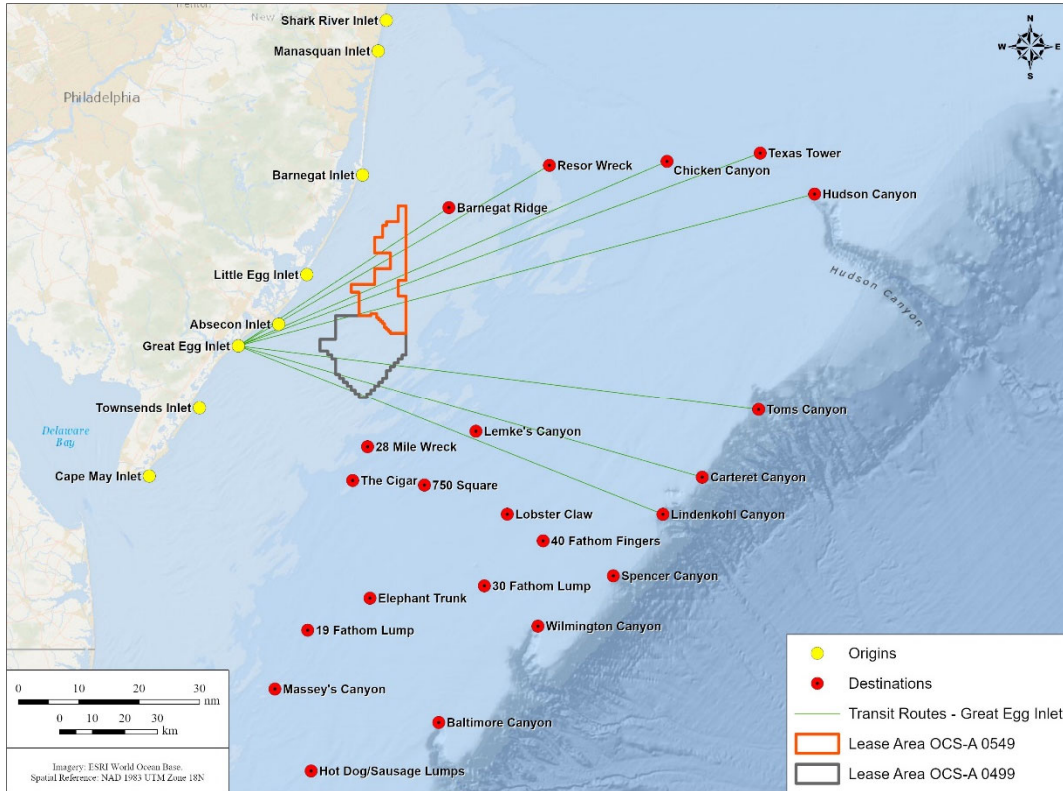 Trenton
New
Shark River Inlet
Manasquan Inlet
N
W E
S
Philadelphia
Texas Tower
Resor Wreck
Chicken Canyon
Barnegat Inlet
Hudson Canyon
Barnegat Ridge
Little Egg Inlet
Hudson Canyon
Absecon Inlet
Great Egg Inlet
Townsends Inlet
Toms Canyon
Delaware
Bay
Lemke's Canyon
28 Mile Wreck
Cape May Inlet
The Cigar
750 Square
Carteret Canyon
Lobster Claw
Lindenkohl Canyon
40 Fathom Fingers
Spencer Canyon
30 Fathom Lump
Elephant Trunk
19 Fathom Lump
Wilmington Canyon
Massey's Canyon
Baltimore Canyon
Hot Dog/Sausage Lumps
0 10 20 30
nm
0 10 20 30
km
Imagery: ESRI World Ocean Base.
Spatial Reference: NAD 1983 UTM Zone 18N
Origins
Destinations
Transit Routes - Great Egg Inlet
Lease Area OCS-A 0549
Lease Area OCS-A 0499